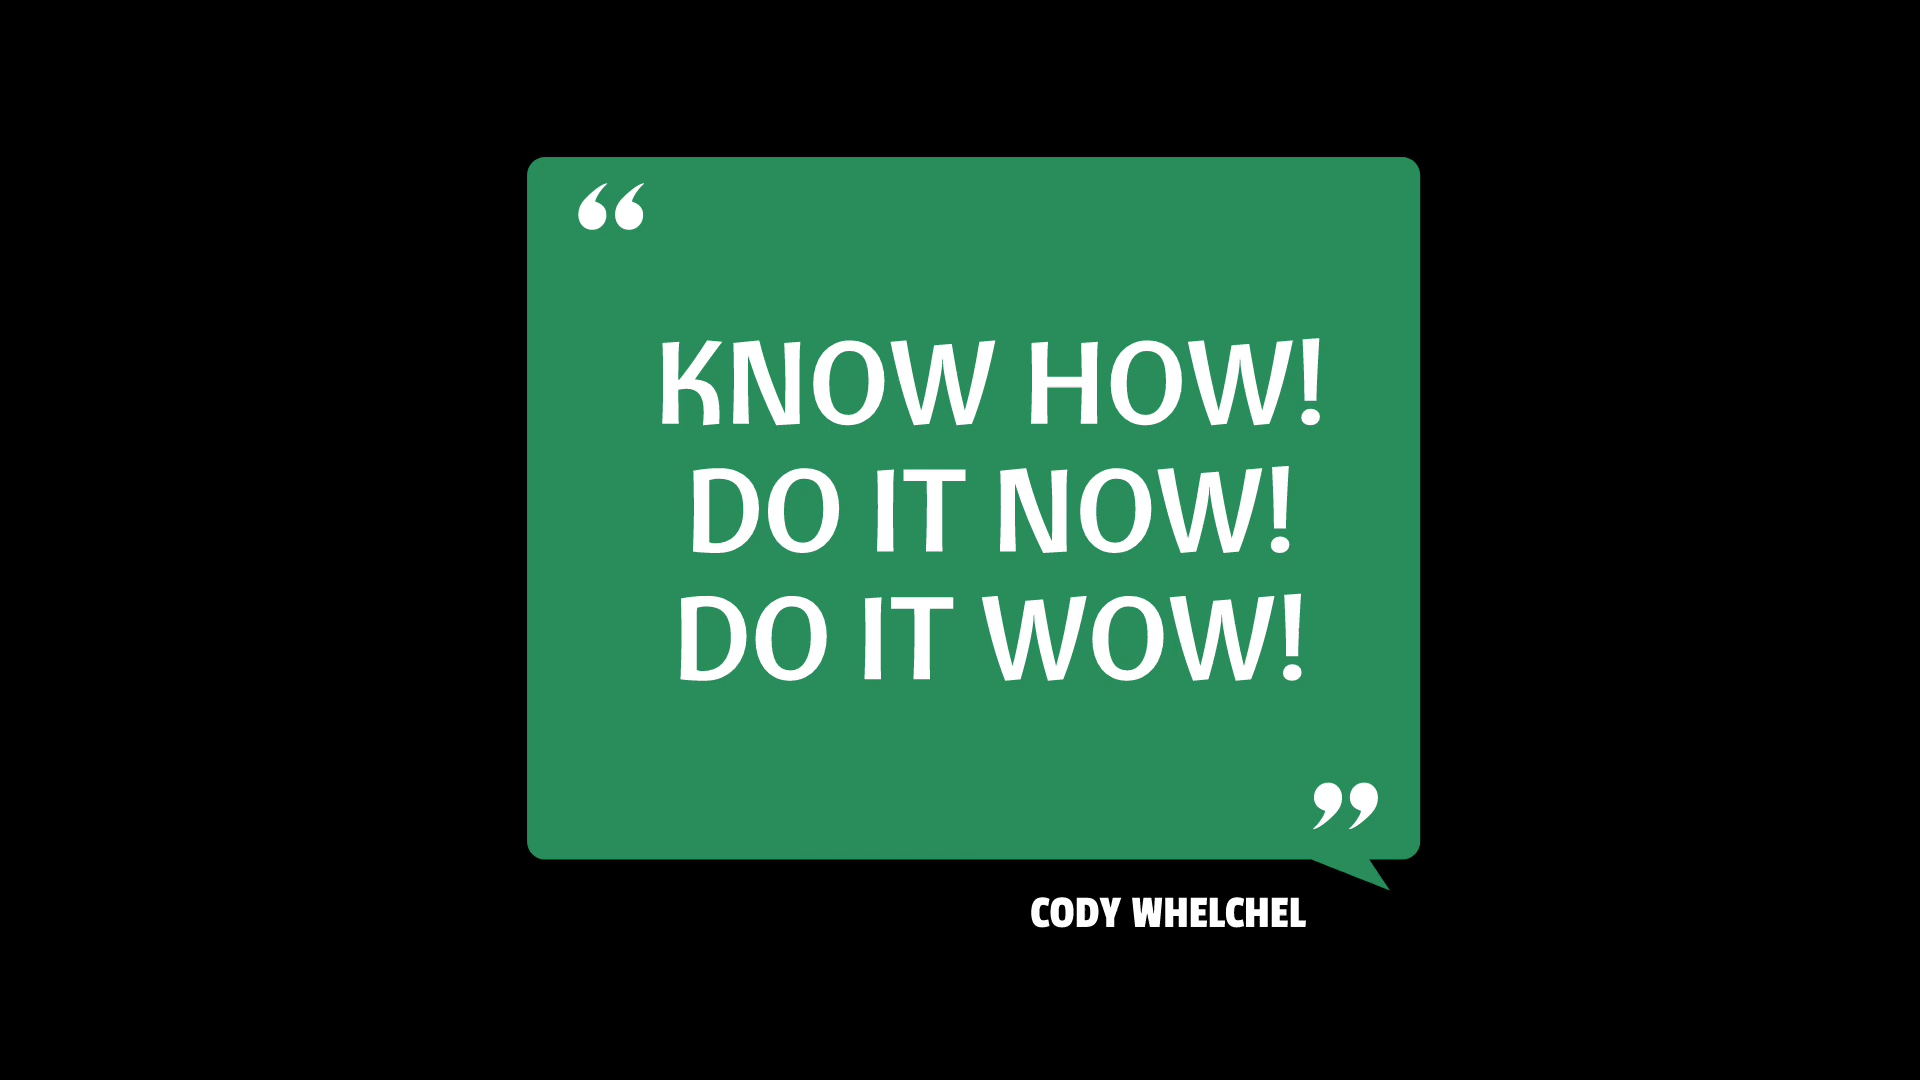 “
KNOW HOW!
DO IT NOW!
DO IT WOW!
”
CODY WHELCHEL